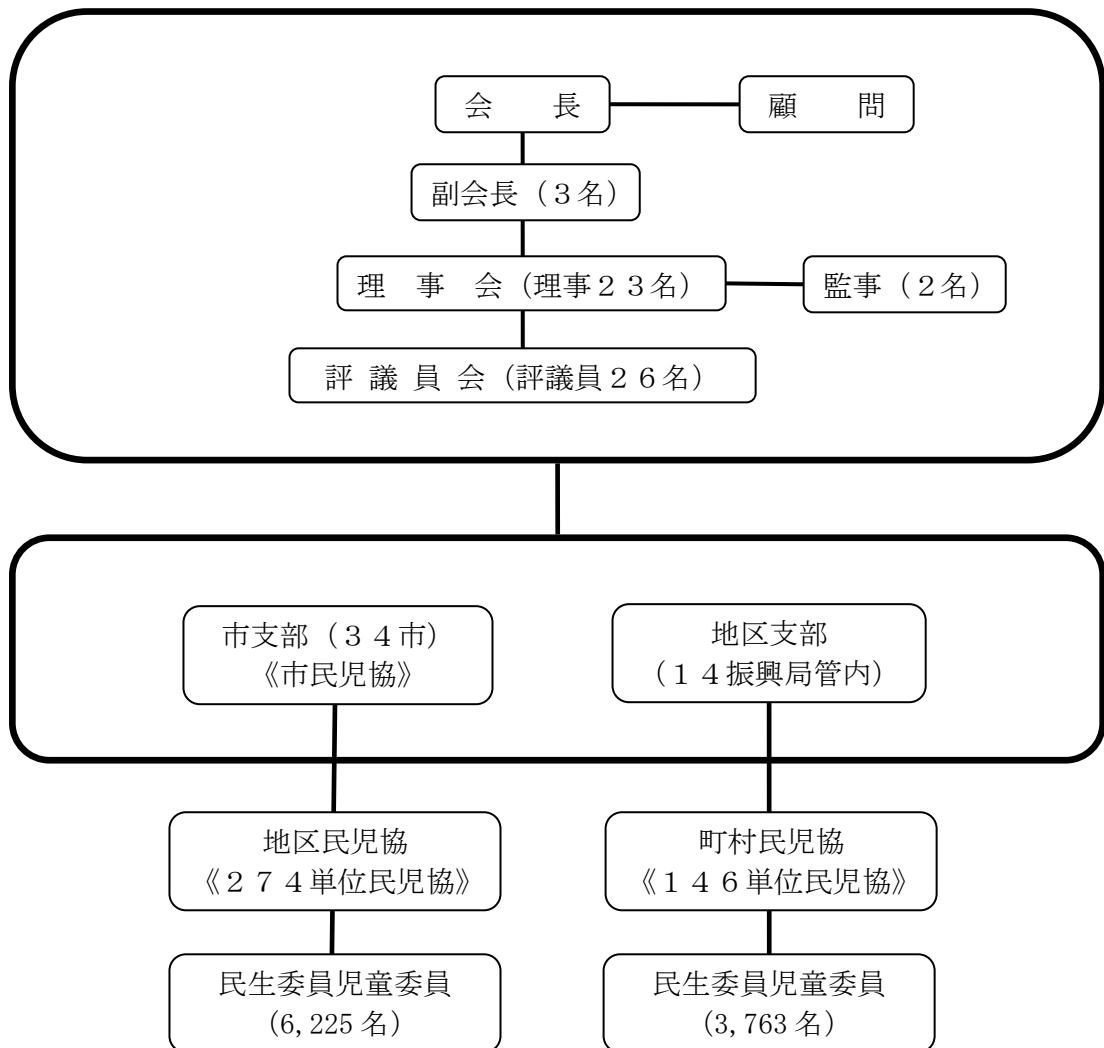 会　　長
顧　　問
副会長（３名）
理　事　会（理事２３名）
監事（２名）
評 議 員 会（評議員２６名）
市支部（３４市）
《市民児協》
地区支部
（１４振興局管内）
地区民児協
《２７４単位民児協》
町村民児協
《１４６単位民児協》
民生委員児童委員
(6,225 名)
民生委員児童委員
(3,763 名)